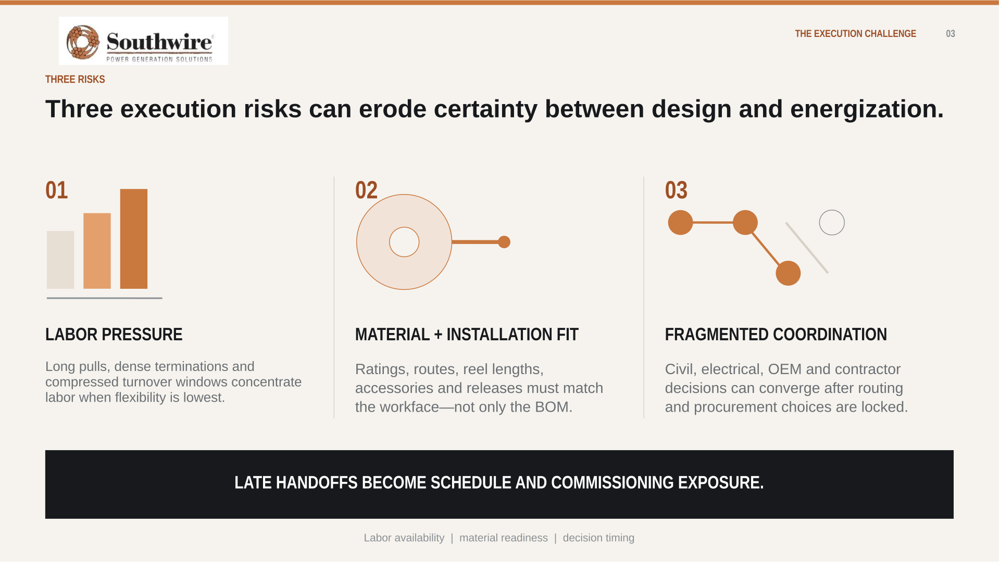 Southwire
POWER GENERATION SOLUTIONS
THE EXECUTION CHALLENGE 03
THREE RISKS
Three execution risks can erode certainty between design and energization.
01
LABOR PRESSURE
Long pulls, dense terminations and
compressed turnover windows concentrate
labor when flexibility is lowest.
02
MATERIAL + INSTALLATION FIT
Ratings, routes, reel lengths,
accessories and releases must match
the workface—not only the BOM.
03
FRAGMENTED COORDINATION
Civil, electrical, OEM and contractor
decisions can converge after routing
and procurement choices are locked.
LATE HANDOFFS BECOME SCHEDULE AND COMMISSIONING EXPOSURE.
Labor availability | material readiness | decision timing